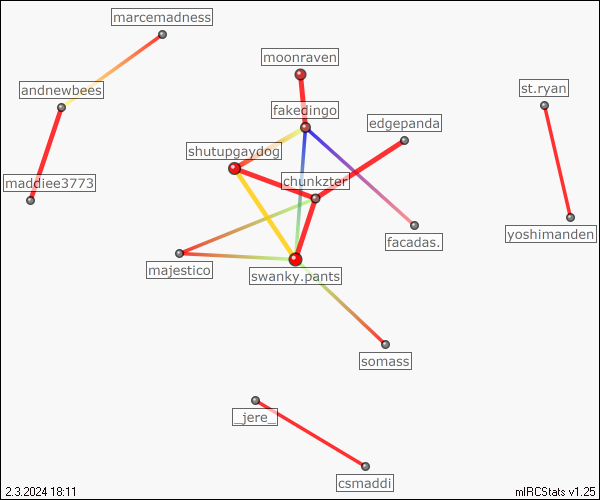 marcemadness
moonraven
andnewbees
st.ryan
fakedingo
edgepanda
shutupgaydog
maddiee3773
chunkzter
yoshimanden
facadas.
majestico
swanky.pants
somass
_jere_
csmaddi
2.3.2024 18:11
mIRCStats v1.25